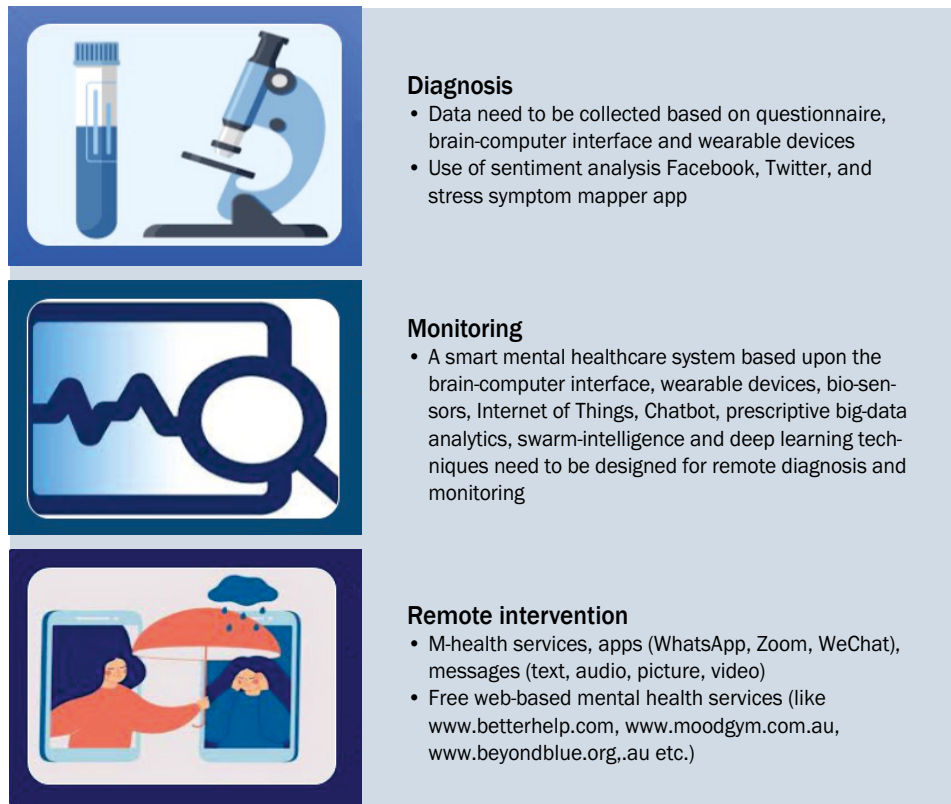 Diagnosis
• Data need to be collected based on questionnaire,
brain-computer interface and wearable devices
• Use of sentiment analysis Facebook, Twitter, and
stress symptom mapper app
Monitoring
• A smart mental healthcare system based upon the
brain-computer interface, wearable devices, bio-sen-
sors, Internet of Things, Chatbot, prescriptive big-data
analytics, swarm-intelligence and deep learning tech-
niques need to be designed for remote diagnosis and
monitoring
Remote intervention
• M-health services, apps (WhatsApp, Zoom, WeChat),
messages (text, audio, picture, video)
• Free web-based mental health services (like
www.betterhelp.com, www.moodgym.com.au,
www.beyondblue.org,.au etc.)